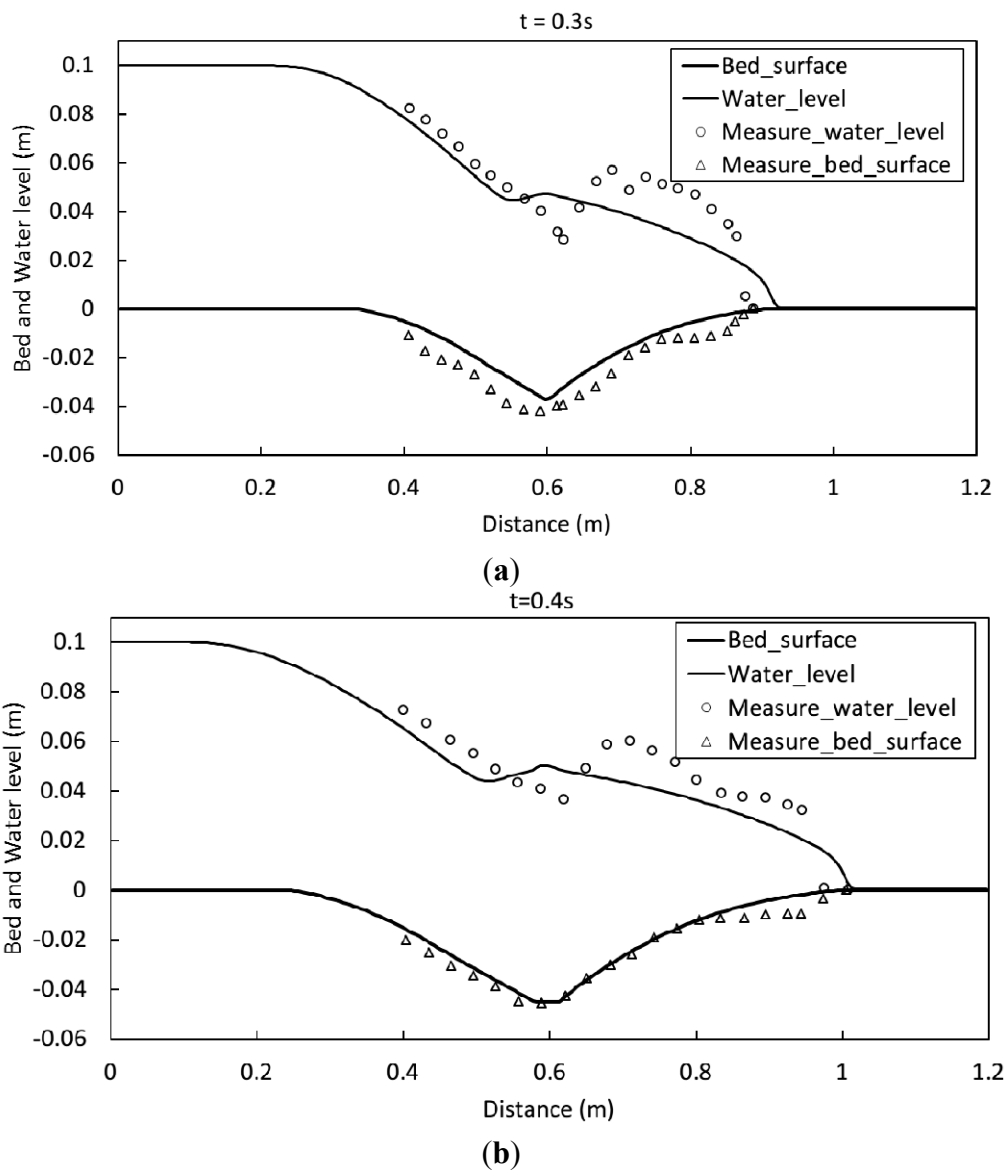 t = 0.3s
Bed_surface
Water_level
Measure_water_level
Measure_bed_surface
Bed and Water level (m)
0.1
0.08
0.06
0.04
0.02
0
-0.02
-0.04
-0.06
0 0.2 0.4 0.6 0.8 1 1.2
Distance (m)
(a)
t=0.4s
Bed_surface
Water_level
Measure_water_level
Measure_bed_surface
Bed and Water level (m)
0.1
0.08
0.06
0.04
0.02
0
-0.02
-0.04
-0.06
0 0.2 0.4 0.6 0.8 1 1.2
Distance (m)
(b)